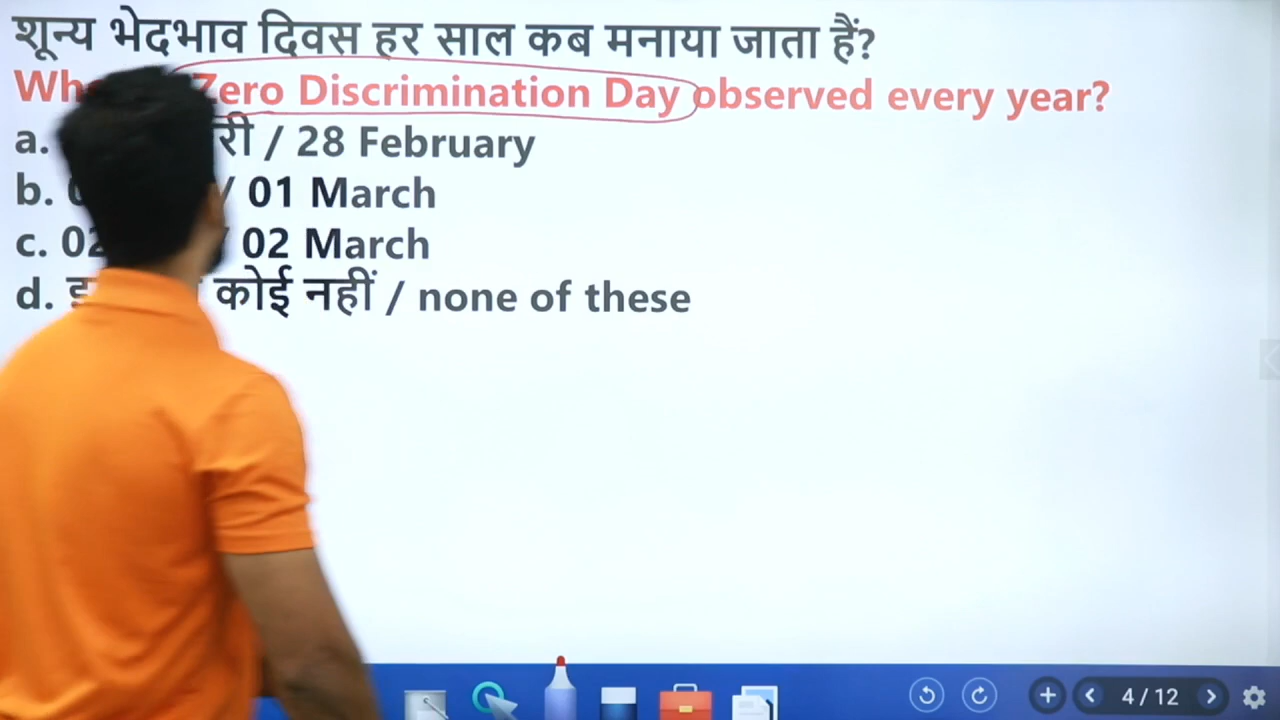 शून्य भेदभाव दिवस हर साल कब मनाया जाता हैं?
Zero Discrimination Day observed every year?
a. / 28 February
b. / 01 March
c. 02 / 02 March
d. कोई नहीं / none of these
4 / 12